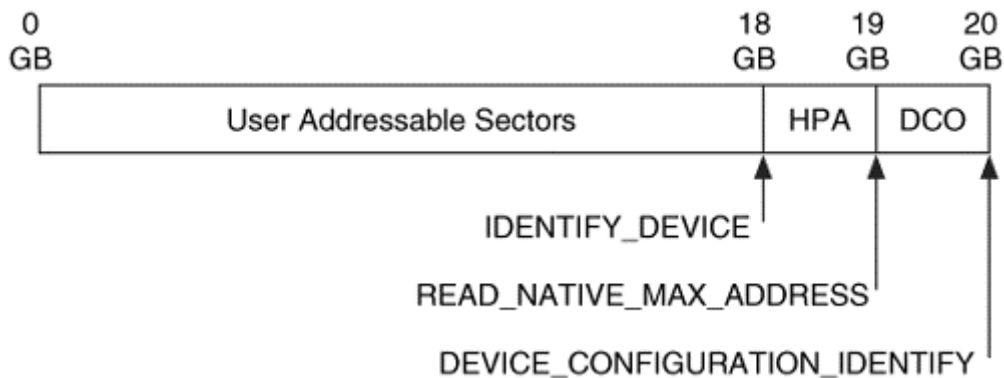 0 18 19 20
GB GB GB GB
User Addressable Sectors HPA DCO
IDENTIFY_DEVICE
READ_NATIVE_MAX_ADDRESS
DEVICE_CONFIGURATION_IDENTIFY